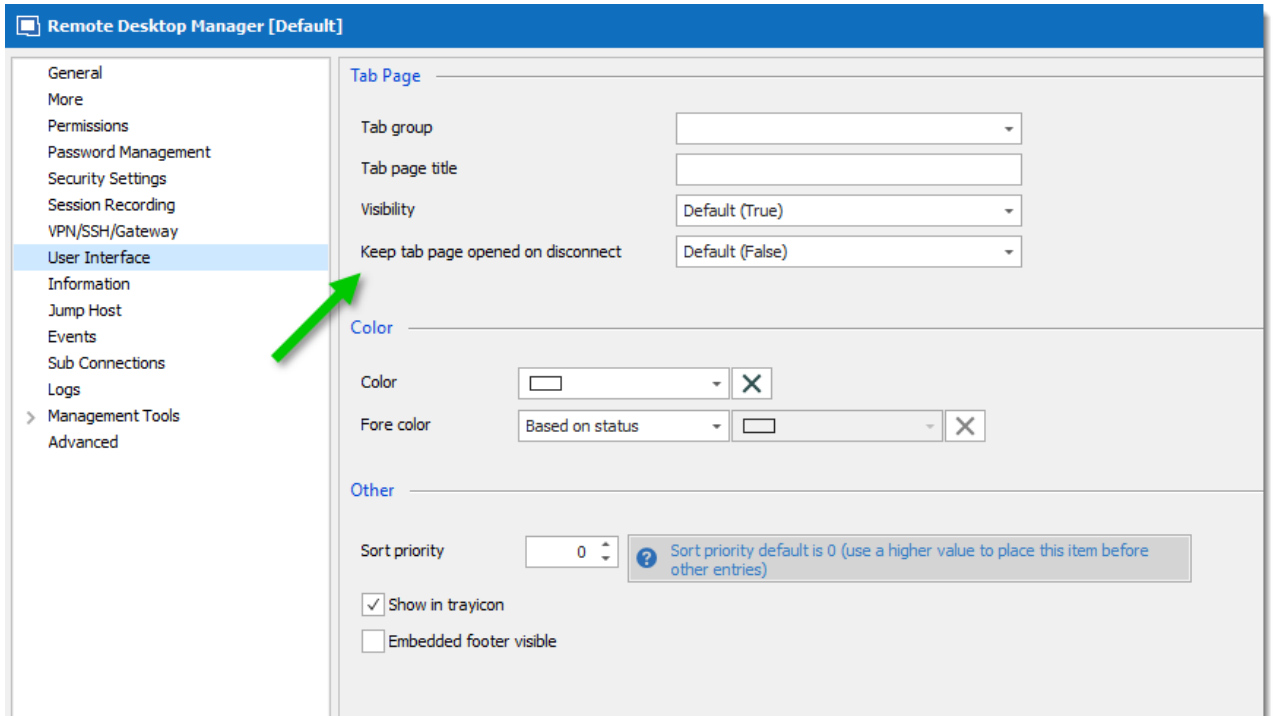 Remote Desktop Manager [Default]
General
More
Permissions
Password Management
Security Settings
Session Recording
VPN/SSH/Gateway
User Interface
Information
Jump Host
Events
Sub Connections
Logs
Management Tools
Advanced
Tab Page
Tab group
Tab page title
Visibility Default (True)
Keep tab page opened on disconnect Default (False)
Color
Color
Fore color Based on status
Other
Sort priority 0 Sort priority default is 0 (use a higher value to place this item before
other entries)
Show in trayicon
Embedded footer visible